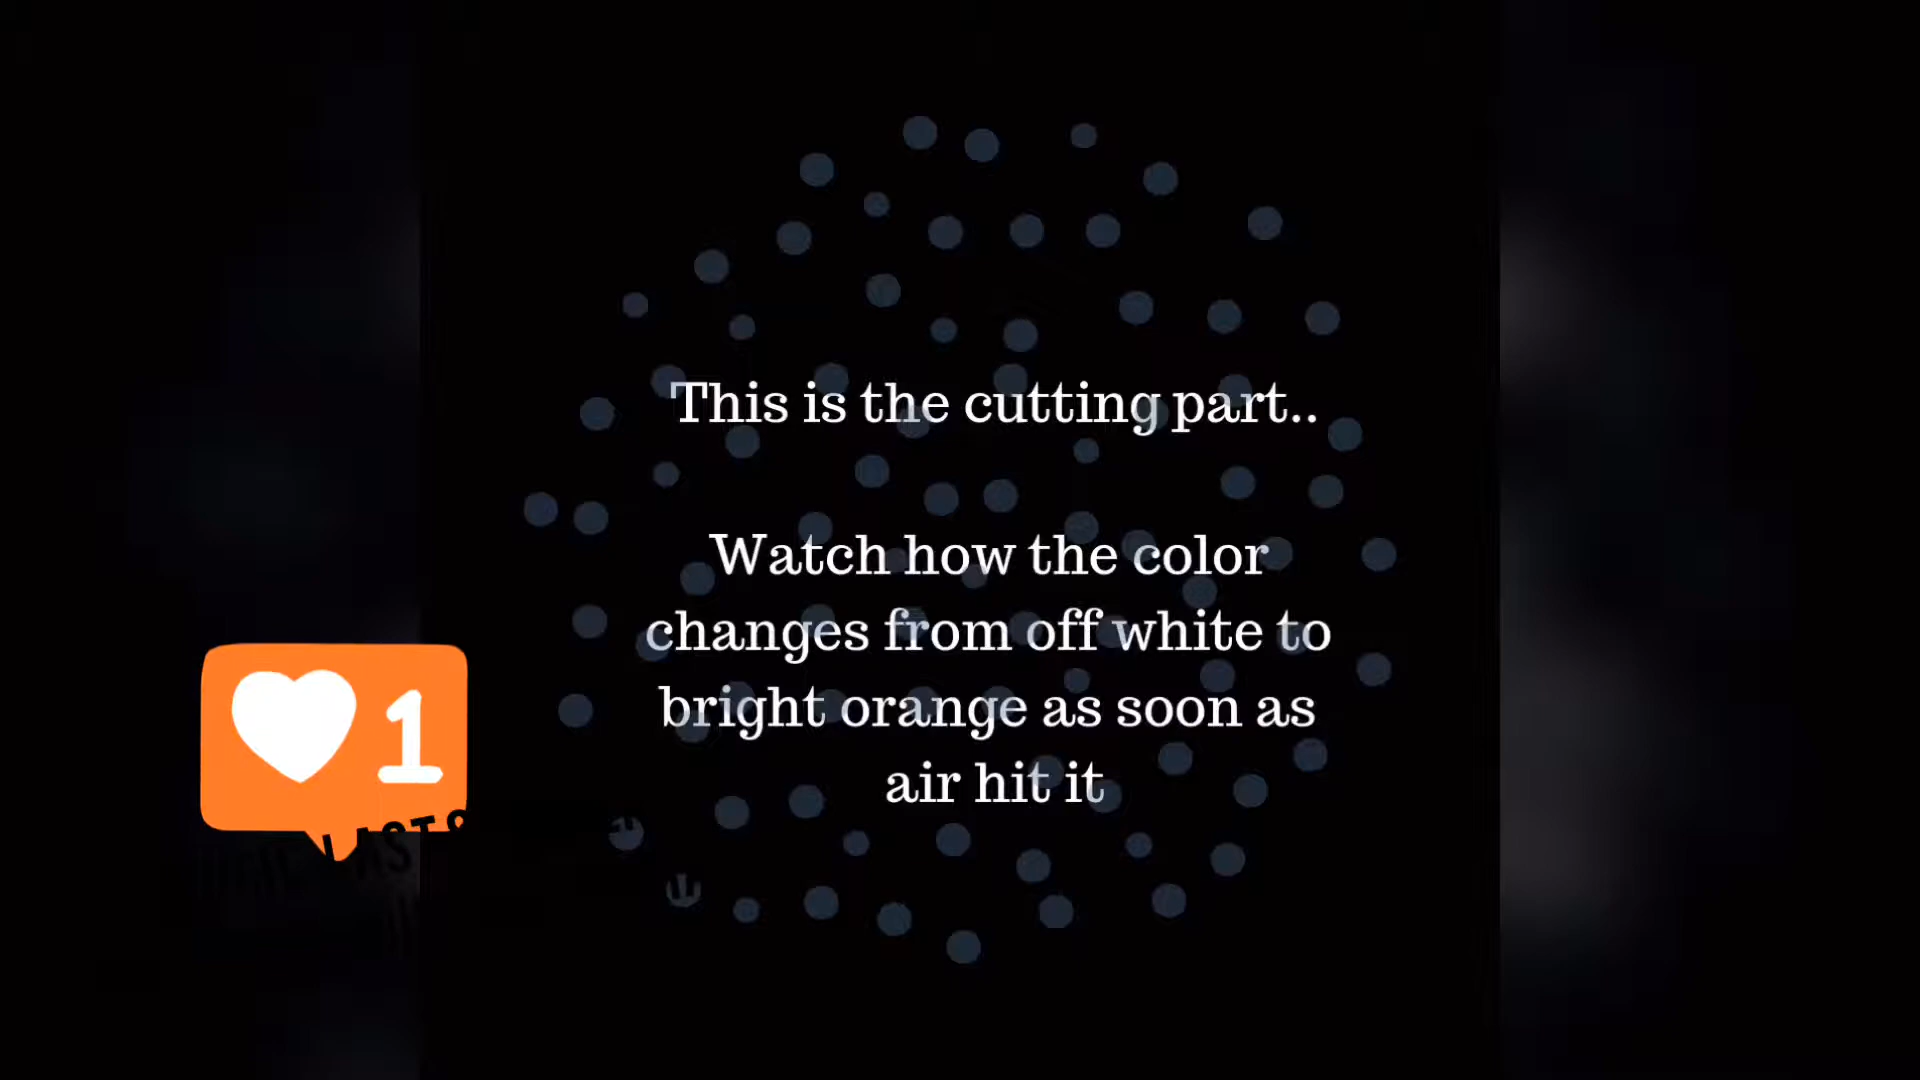 This is the cutting part..
Watch how the color
changes from off white to
bright orange as soon as
air hit it
1